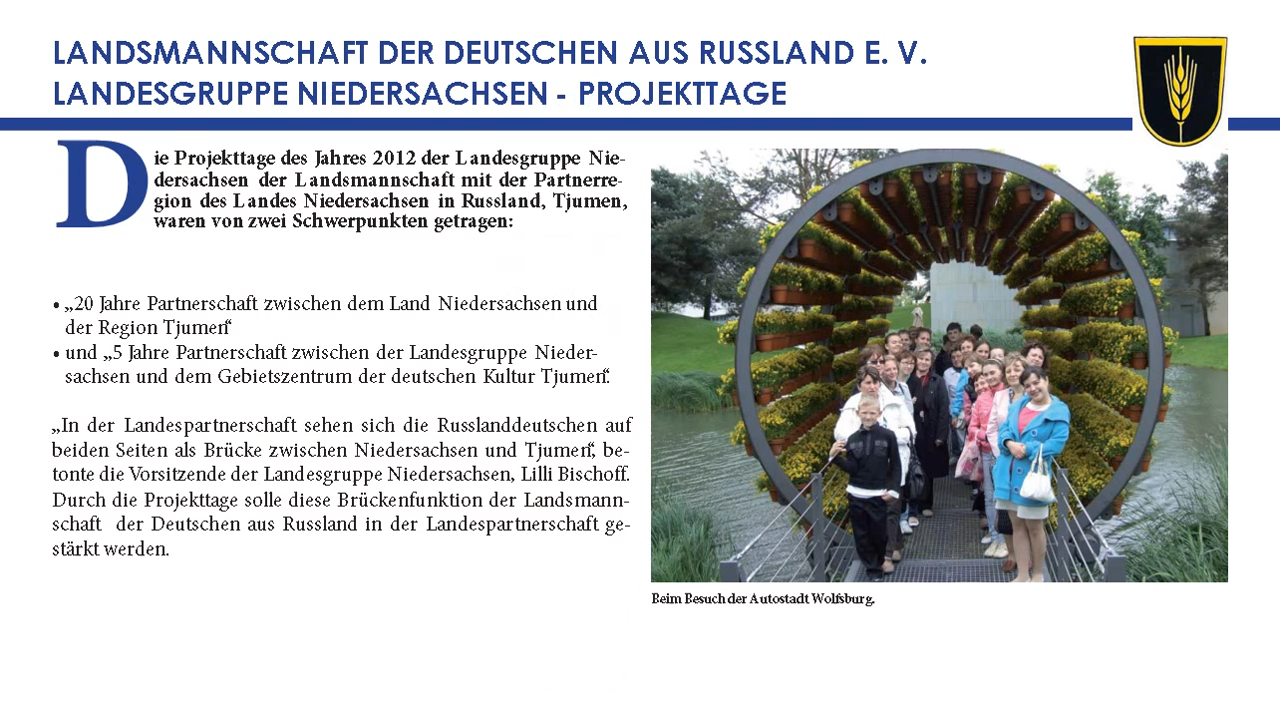 LANDSMANNSCHAFT DER DEUTSCHEN AUS RUSSLAND E. V.
LANDESGRUPPE NIEDERSACHSEN - PROJEKTTAGE
Die Projekttage des Jahres 2012 der Landesgruppe Nie-
dersachsen der Landsmannschaft mit der Partnerre-
gion des Landes Niedersachsen in Russland, Tjumen,
waren von zwei Schwerpunkten getragen:
• „20 Jahre Partnerschaft zwischen dem Land Niedersachsen und
der Region Tjumen“
• und „5 Jahre Partnerschaft zwischen der Landesgruppe Nieder-
sachsen und dem Gebietszentrum der deutschen Kultur Tjumen“.
„In der Landespartnerschaft sehen sich die Russlanddeutschen auf
beiden Seiten als Brücke zwischen Niedersachsen und Tjumen“, be-
tonte die Vorsitzende der Landesgruppe Niedersachsen, Lilli Bischoff.
Durch die Projekttage solle diese Brückenfunktion der Landsmann-
schaft der Deutschen aus Russland in der Landespartnerschaft ge-
stärkt werden.
Beim Besuch der Autostadt Wolfsburg.